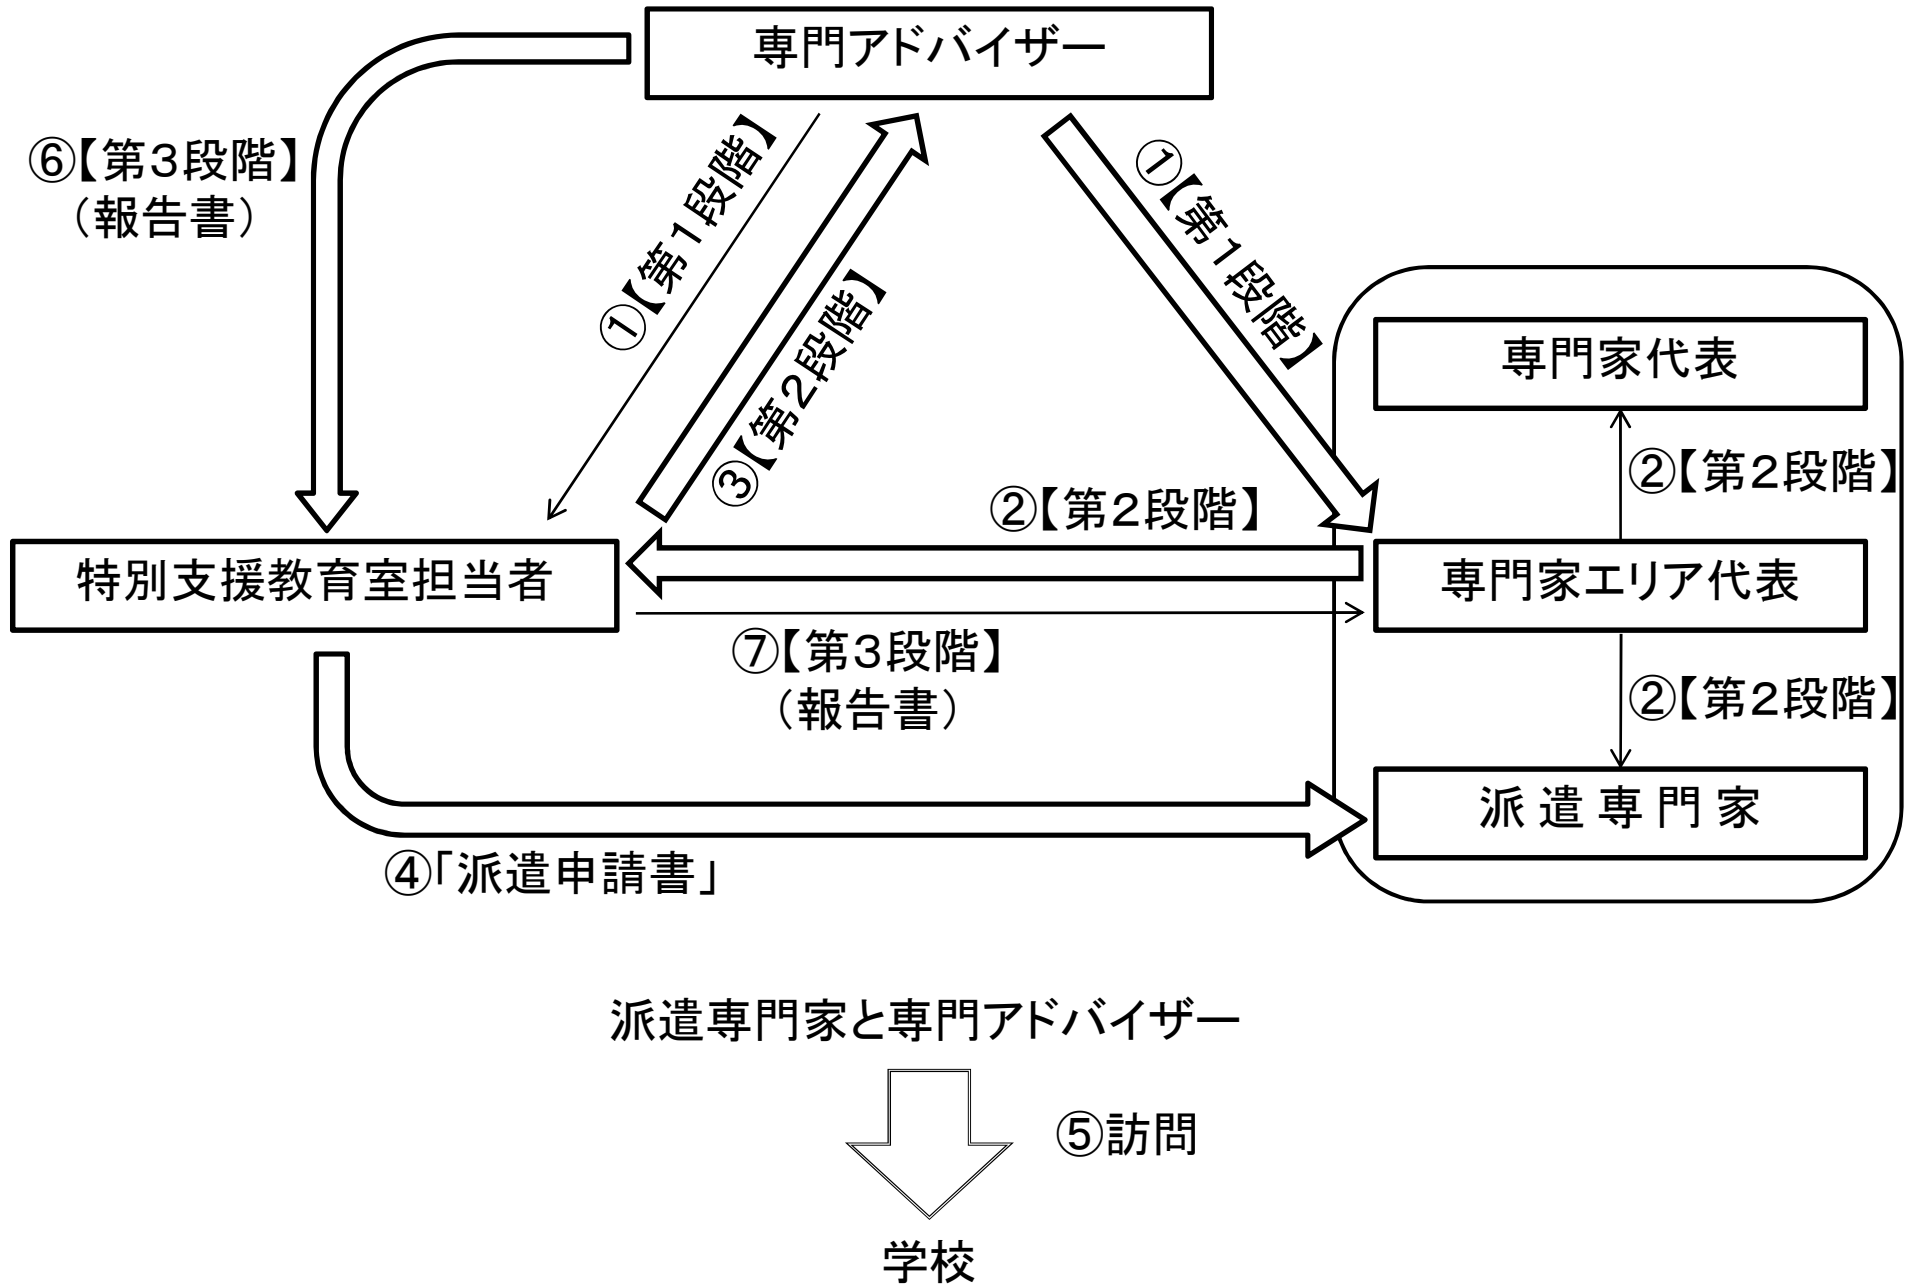 専門アドバイザー
⑥【第３段階】
（報告書）
①【第１段階】
③【第２段階】
①【第１段階】
専門家代表
②【第２段階】
②【第２段階】
特別支援教育室担当者
専門家エリア代表
⑦【第３段階】
（報告書）
②【第２段階】
派遣専門家
④「派遣申請書」
派遣専門家と専門アドバイザー
⑤訪問
学校